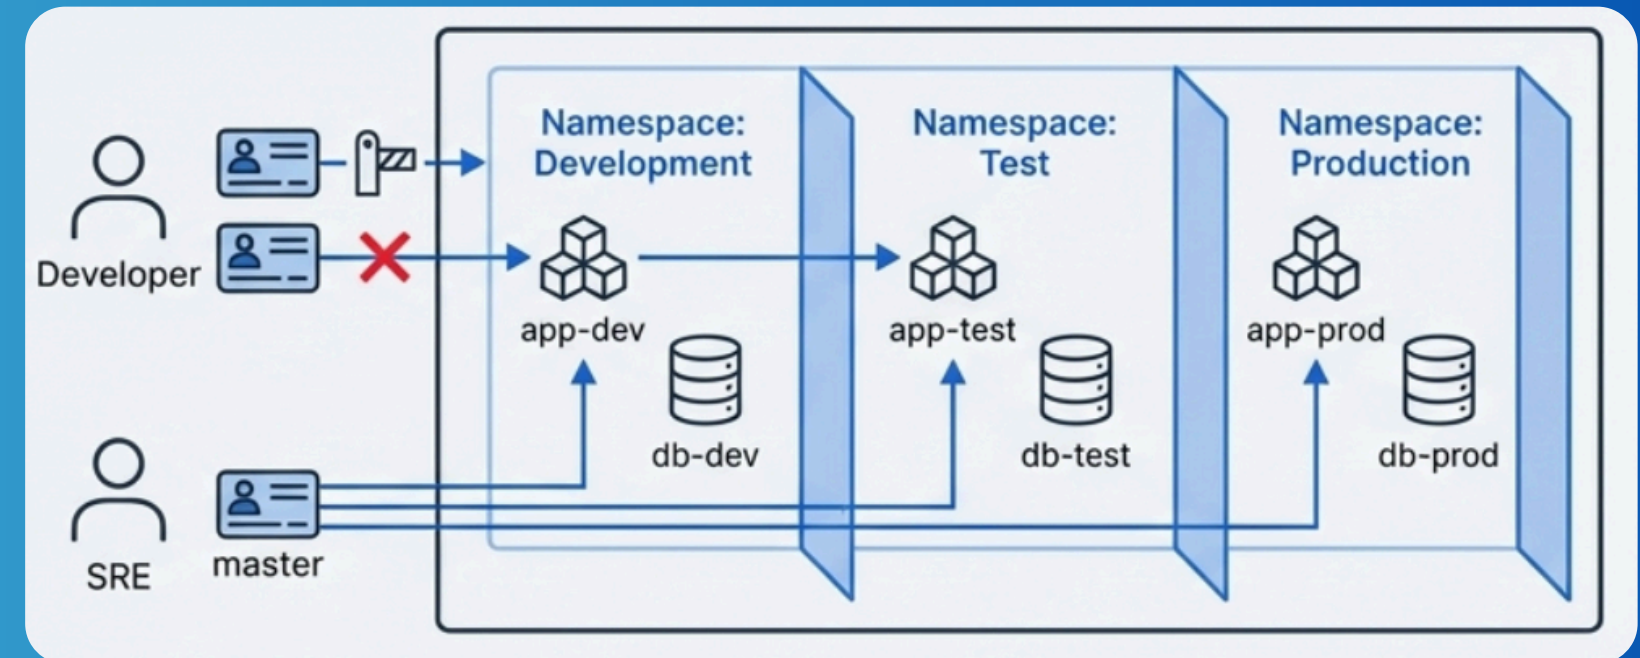 Namespace:
Development
Namespace:
Test
Namespace:
Production
Developer
app-dev
app-test
app-prod
db-dev
db-test
db-prod
SRE
master